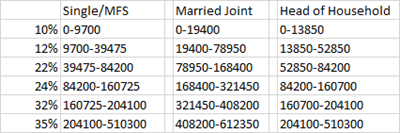 Single/MFS Married Joint Head of Household
10% 0-9700 0-19400 0-13850
12% 9700-39475 19400-78950 13850-52850
22% 39475-84200 78950-168400 52850-84200
24% 84200-160725 168400-321450 84200-160700
32% 160725-204100 321450-408200 160700-204100
35% 204100-510300 408200-612350 204100-510300